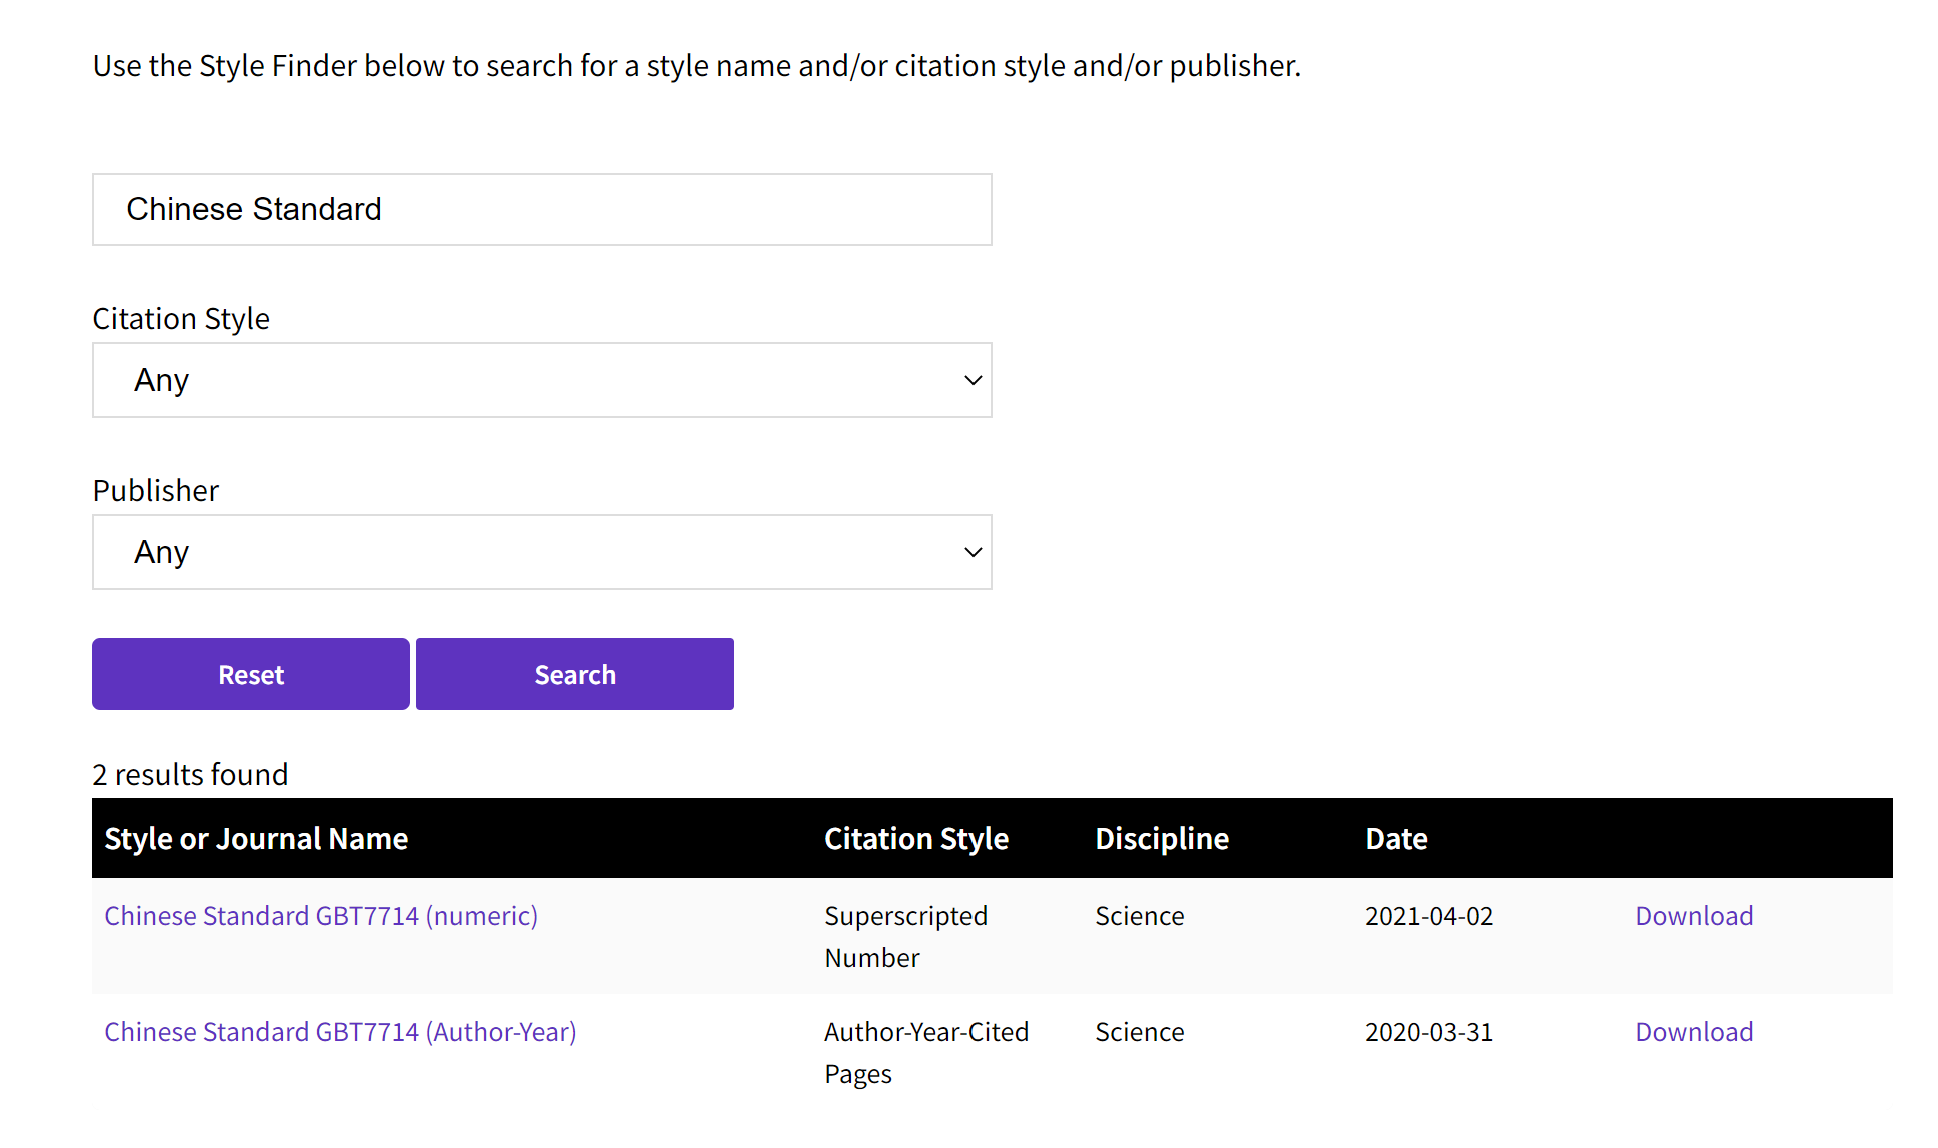 Use the Style Finder below to search for a style name and/or citation style and/or publisher.
Chinese Standard
Citation Style
Any
Publisher
Any
Reset Search
2 results found
Style or Journal Name Citation Style Discipline Date
Chinese Standard GBT7714 (numeric) Superscripted Science 2021-04-02 Download
Number
Chinese Standard GBT7714 (Author-Year) Author-Year-Cited Science 2020-03-31 Download
Pages